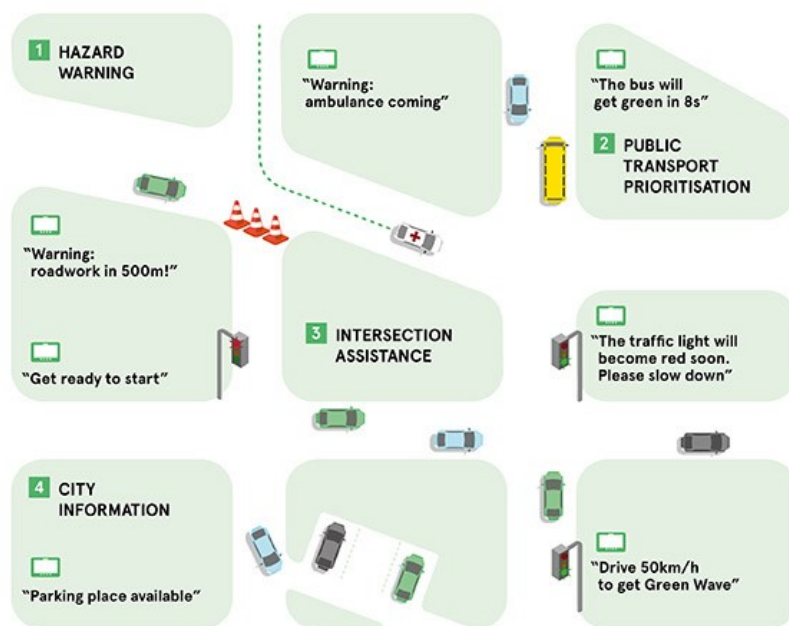 1 HAZARD
WARNING
"Warning:
ambulance coming"
"The bus will
get green in 8s"
2 PUBLIC
TRANSPORT
PRIORITISATION
"Warning:
roadwork in 500m!"
"Get ready to start"
3 INTERSECTION
ASSISTANCE
"The traffic light will
become red soon.
Please slow down"
4 CITY
INFORMATION
"Parking place available"
"Drive 50km/h
to get Green Wave"